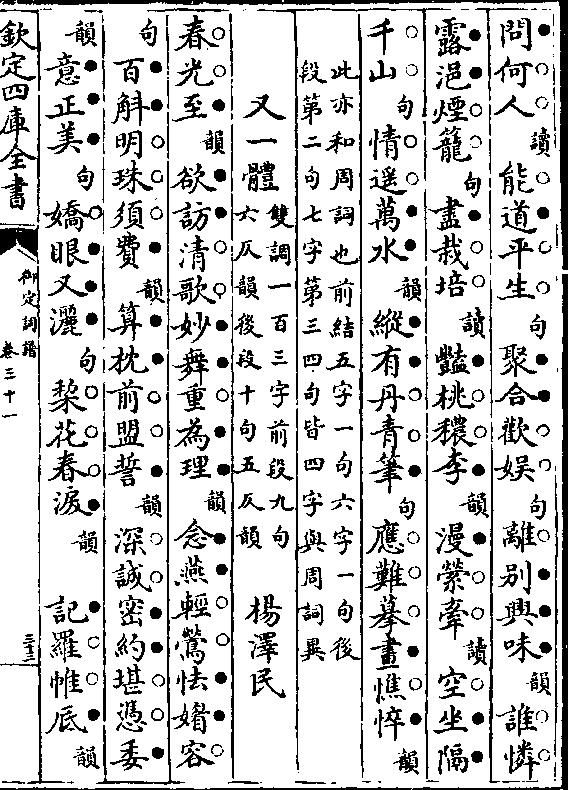 問何人讀能道平生句聚合歡娱句離别興味韻誰憐
露浥煙籠句盡栽培讀豔桃穠李韻漫縈牽讀空坐隔
千山句情遥萬水韻縱有丹青筆句應難摹畫憔悴韻
此亦和周詞也前結五字一句六字一句後
段第二句七字第三四句皆四字與周詞異
又一體雙調一百三字前段九句
六仄韻後段十句五仄韻楊澤民
春光至韻欲訪清歌妙舞重為理韻念燕輕鶯怯媠容
句百斛明珠須費韻算枕前盟誓韻深誠密約堪憑委
韻意正美句嬌眼又灑句棃花春淚韻記羅帷底韻
欽定四庫全書
御定詞譜
卷三十一
三三